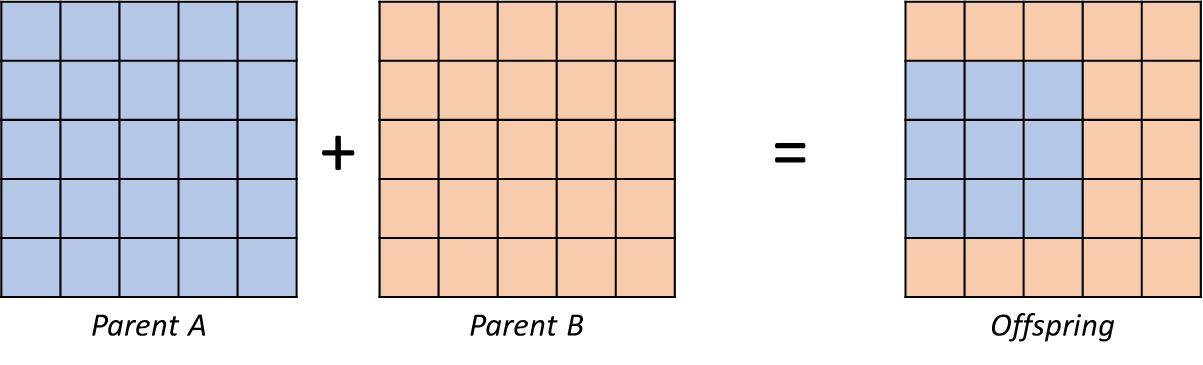 + =
Parent A Parent B Offspring